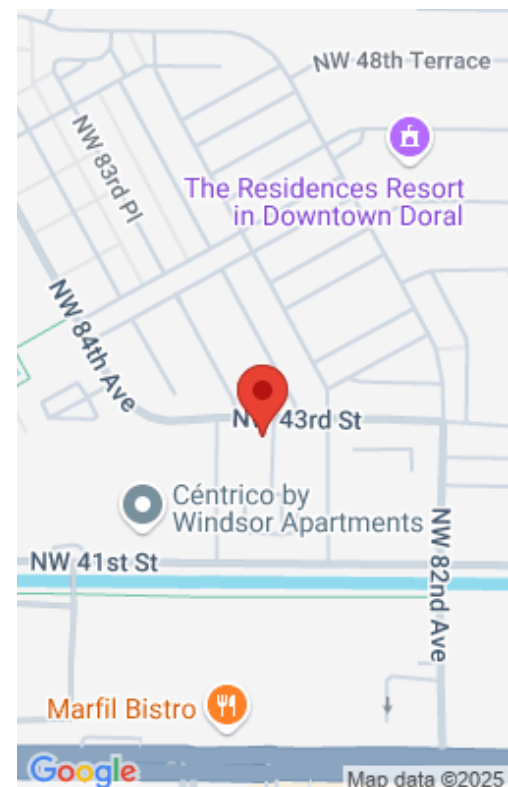 NW 48th Terrace
NW 83rd Pl
The Residences Resort
in Downtown Doral
NW 84th Ave
NW 43rd St
Céntrico by
Windsor Apartments
NW 41st St
NW 82nd Ave
Marfil Bistro
Google
Map data ©2025